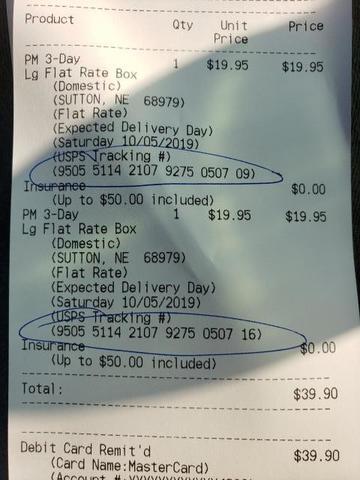 Product Qty Unit Price
Price
PM 3-Day 1 $19.95 $19.95
Lg Flat Rate Box
(Domestic)
(SUTTON, NE 68979)
(Flat Rate)
(Expected Delivery Day)
(Saturday 10/05/2019)
(USPS Tracking #)
(9505 5114 2107 9275 0507 09)
Insurance $0.00
(Up to $50.00 included)
PM 3-Day 1 $19.95 $19.95
Lg Flat Rate Box
(Domestic)
(SUTTON, NE 68979)
(Flat Rate)
(Expected Delivery Day)
(Saturday 10/05/2019)
(USPS Tracking #)
(9505 5114 2107 9275 0507 16)
Insurance $0.00
(Up to $50.00 included)
Total: $39.90
Debit Card Remit'd $39.90
(Card Name:MasterCard)